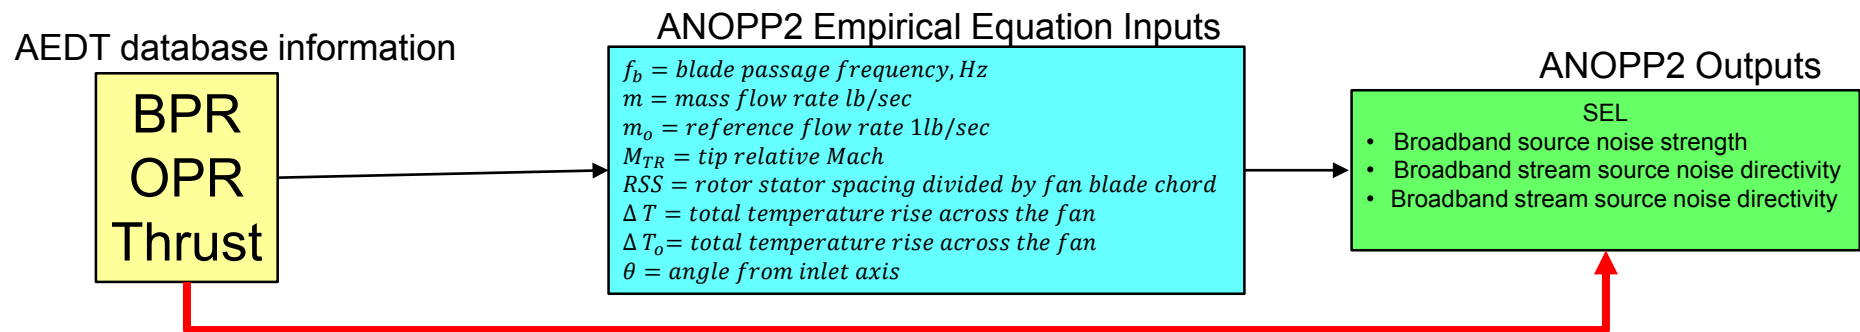 AEDT database information
BPR
OPR
Thrust
ANOPP2 Empirical Equation Inputs
f_b = blade passage frequency, Hz
m = mass flow rate lb/sec
m_o = reference flow rate 1lb/sec
M_TR = tip relative Mach
RSS = rotor stator spacing divided by fan blade chord
Δ T = total temperature rise across the fan
Δ T_o= total temperature rise across the fan
θ = angle from inlet axis
ANOPP2 Outputs
SEL
• Broadband source noise strength
• Broadband stream source noise directivity
• Broadband stream source noise directivity